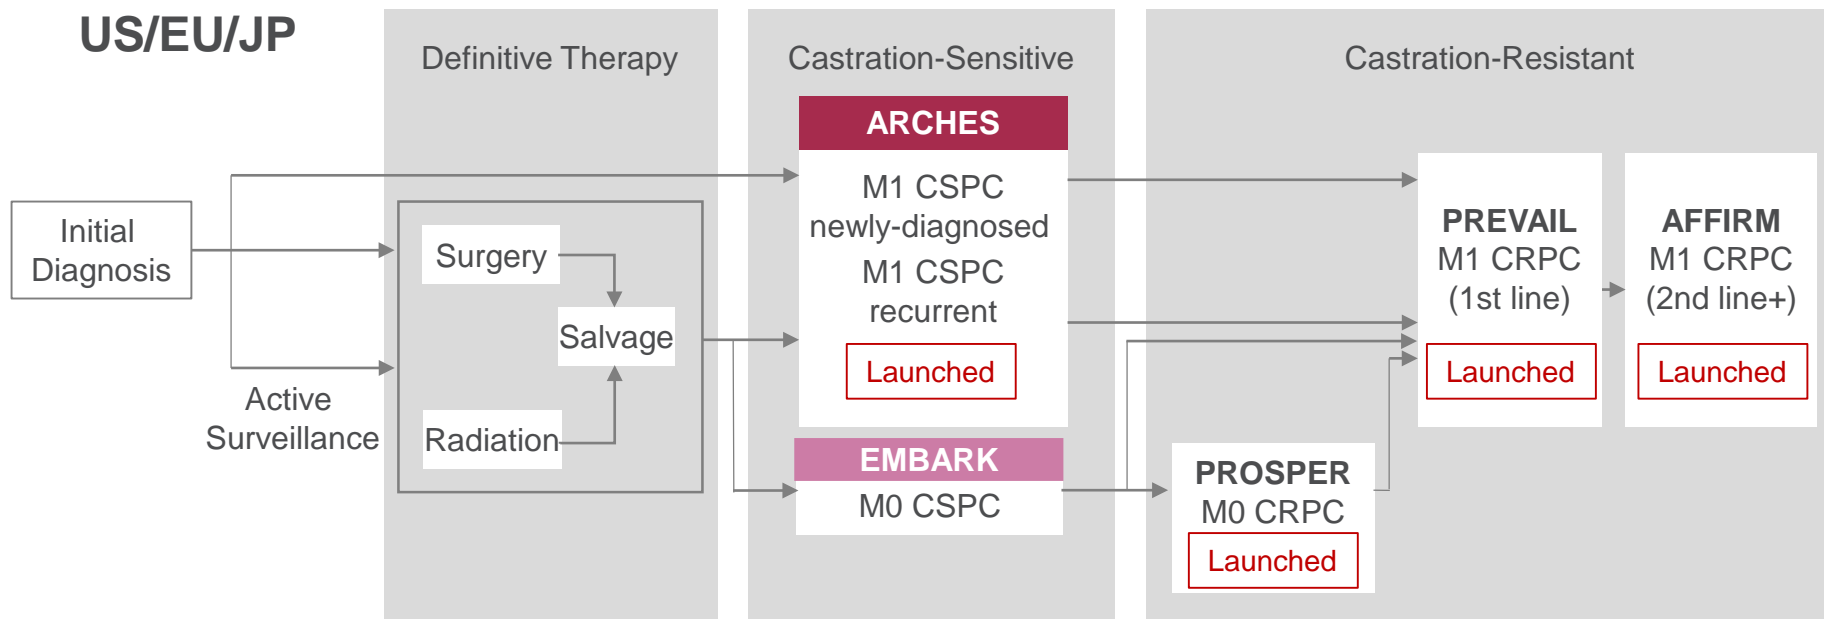 US/EU/JP
Definitive Therapy
Castration-Sensitive
Castration-Resistant
Initial
Diagnosis
Active
Surveillance
Surgery
Salvage
Radiation
ARCHES
M1 CSPC
newly-diagnosed
M1 CSPC
recurrent
Launched
EMBARK
M0 CSPC
PROSPER
M0 CRPC
Launched
PREVAIL
M1 CRPC
(1st line)
Launched
AFFIRM
M1 CRPC
(2nd line+)
Launched